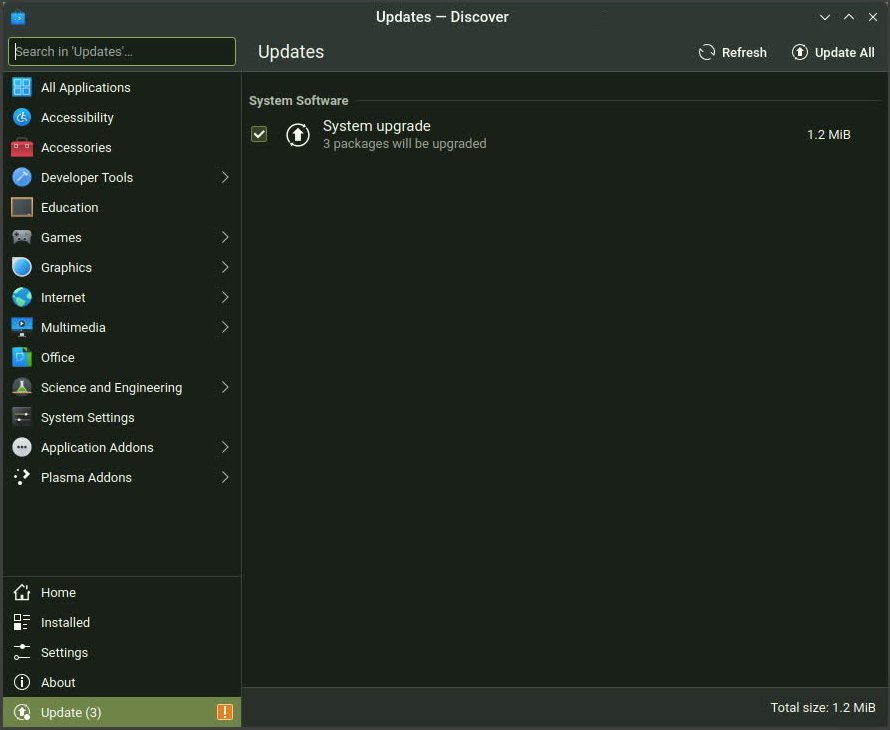 Updates — Discover
Search in 'Updates'...
Updates
Refresh
Update All
All Applications
Accessibility
Accessories
Developer Tools
Education
Games
Graphics
Internet
Multimedia
Office
Science and Engineering
System Settings
Application Addons
Plasma Addons
Home
Installed
Settings
About
Update (3)
System Software
System upgrade
3 packages will be upgraded
1.2 MiB
Total size: 1.2 MiB